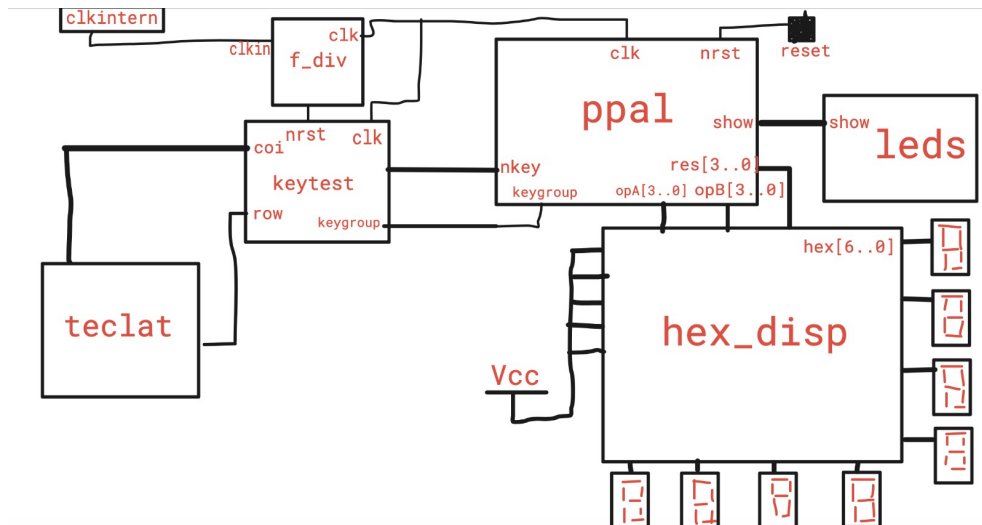 clkintern
clkin
clk
f_div
clk
nrst
reset
ppal
show
show
leds
nrst
clk
coi
keytest
row
keygroup
nkey
keygroup
res[3..0]
opA[3..0]
opB[3..0]
teclat
hex[6..0]
hex_disp
Vcc